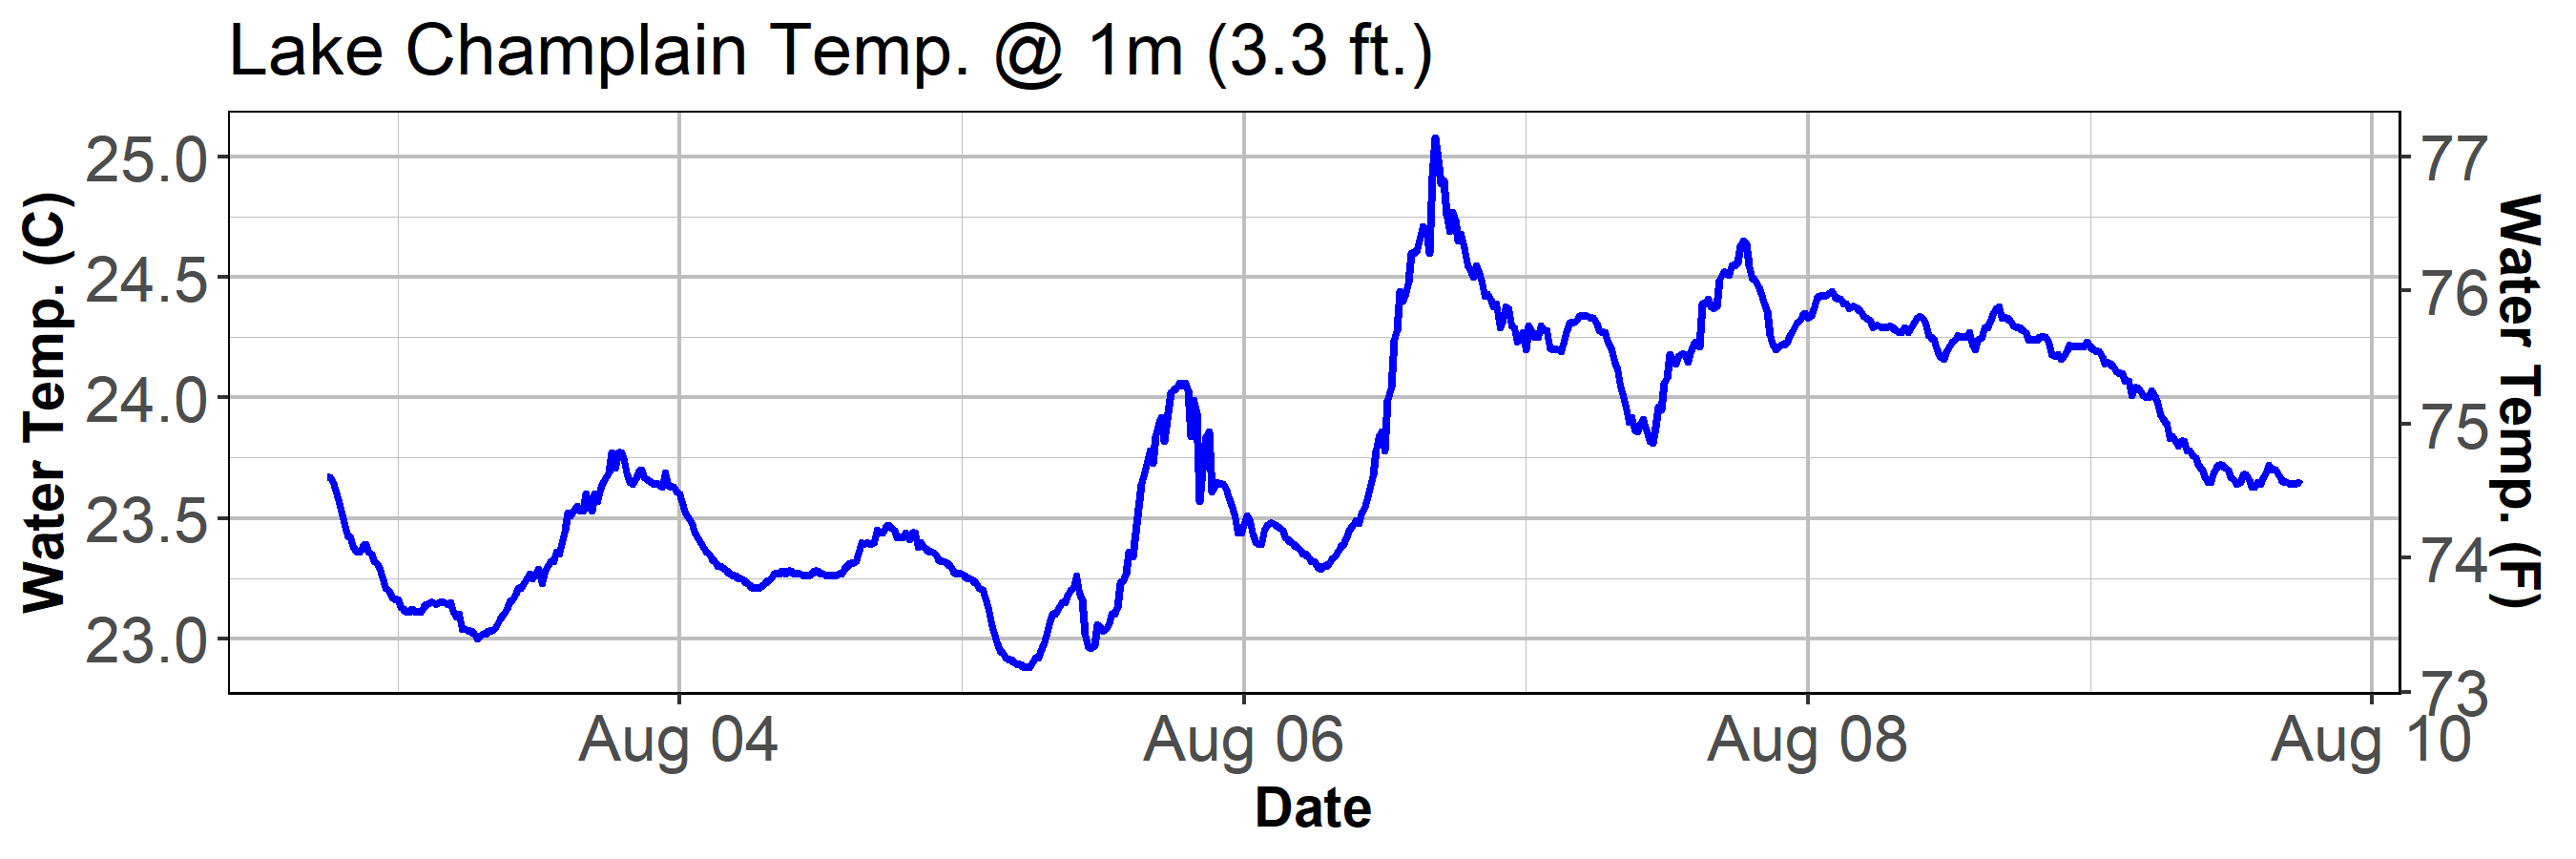 Lake Champlain Temp. @ 1m (3.3 ft.)
Water Temp. (C)
25.0
24.5
24.0
23.5
23.0
77
76
75
74
73
Water Temp. (F)
Aug 04 Aug 06 Aug 08 Aug 10
Date